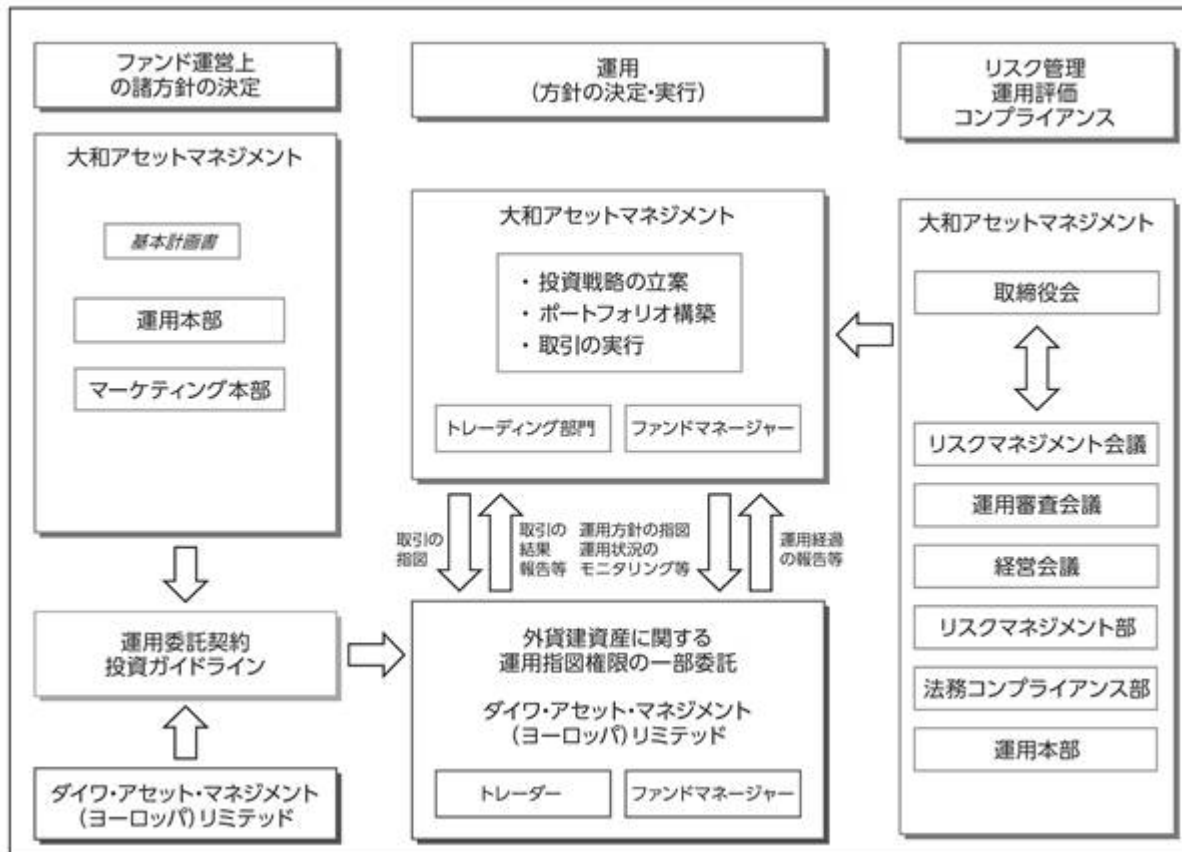 ファンド運営上
の諸方針の決定
大和アセットマネジメント
基本計画書
運用本部
マーケティング本部
運用委託契約
投資ガイドライン
ダイワ・アセット・マネジメント
(ヨーロッパ)リミテッド
運用
(方針の決定・実行)
大和アセットマネジメント
・ 投資戦略の立案
・ ポートフォリオ構築
・ 取引の実行
トレーディング部門
ファンドマネージャー
取引の
指図
取引の
結果
報告等
運用方針の指図
運用状況の
モニタリング等
運用経過
の報告等
外貨建資産に関する
運用指図権限の一部委託
ダイワ・アセット・マネジメント
(ヨーロッパ)リミテッド
トレーダー
ファンドマネージャー
リスク管理
運用評価
コンプライアンス
大和アセットマネジメント
取締役会
リスクマネジメント会議
運用審査会議
経営会議
リスクマネジメント部
法務コンプライアンス部
運用本部